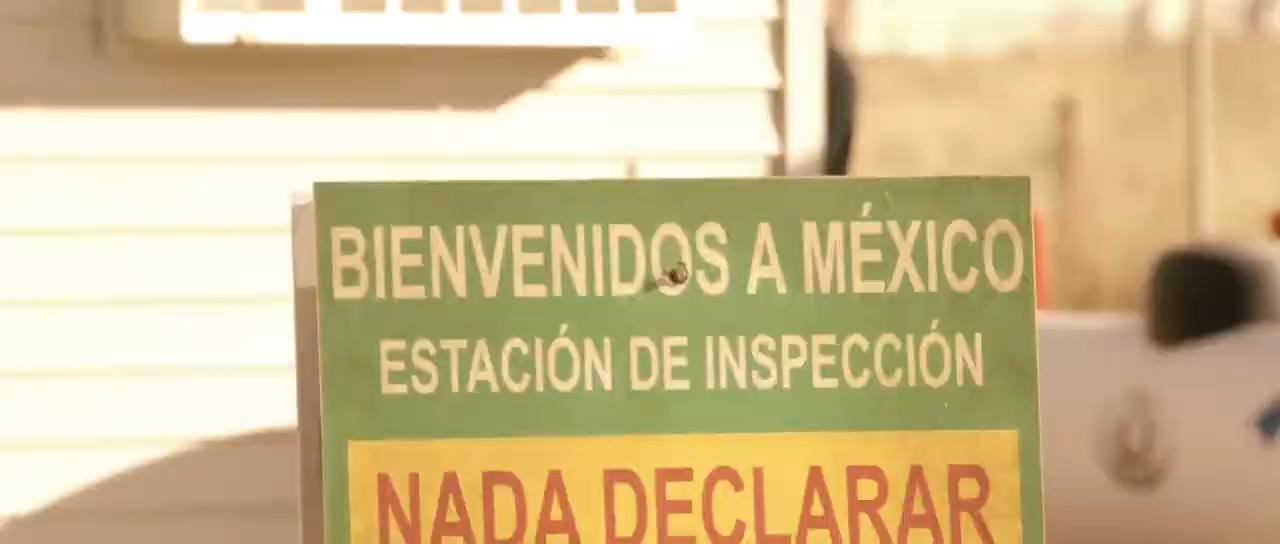 BIENVENIDOS A MÉXICO
ESTACIÓN DE INSPECCIÓN
NADA DECLARAR